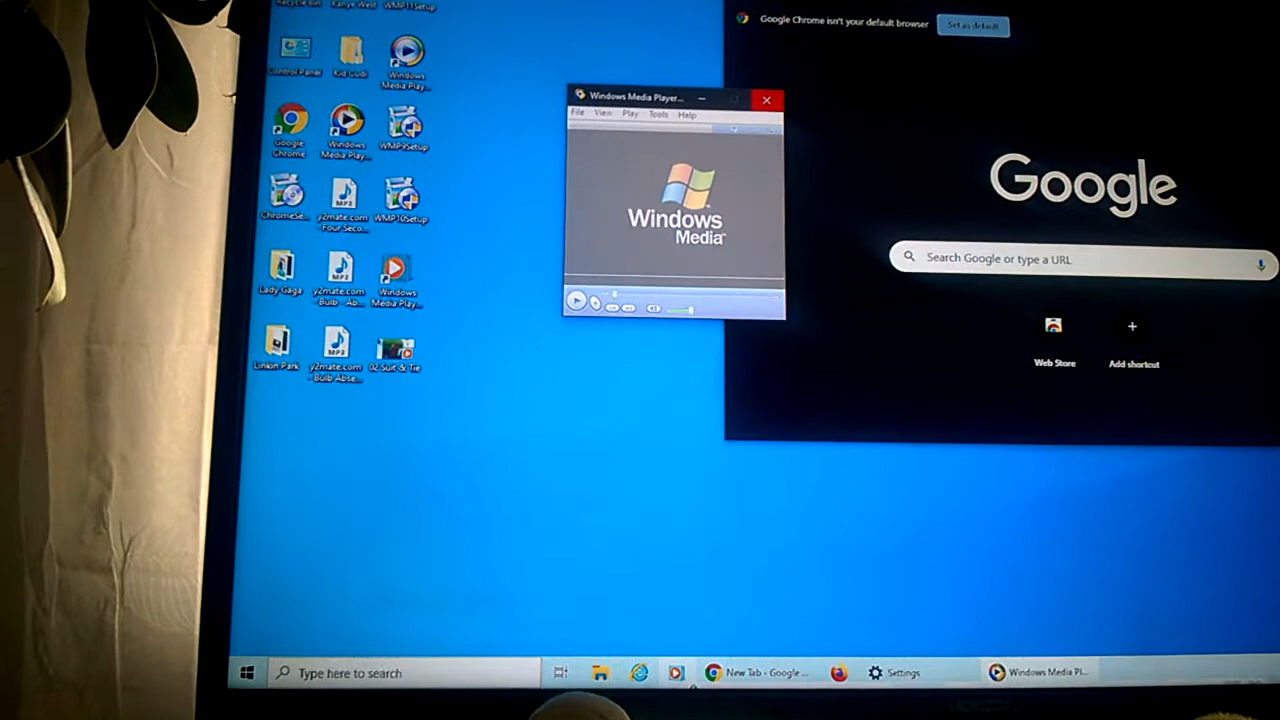 Recycle Bin
Kanye West
WMP11Setup
Control Panel
Kid Cudi
Windows
Media Play...
Google
Chrome
Windows
Media Play...
WMP9Setup
ChromeSe...
y2mate.com
- Four Seco...
WMP10Setup
Lady Gaga
y2mate.com
- Bulb - Ab...
Windows
Media Play...
Linkin Park
y2mate.com
- Bulb Abse...
02 Suit & Tie
MP3
MP3
MP3
Windows Media Player...
File View Play Tools Help
Windows
Media
Google Chrome isn't your default browser
Set as default
Google
Search Google or type a URL
Web Store
Add shortcut
Type here to search
New Tab - Google ...
Settings
Windows Media Pl...